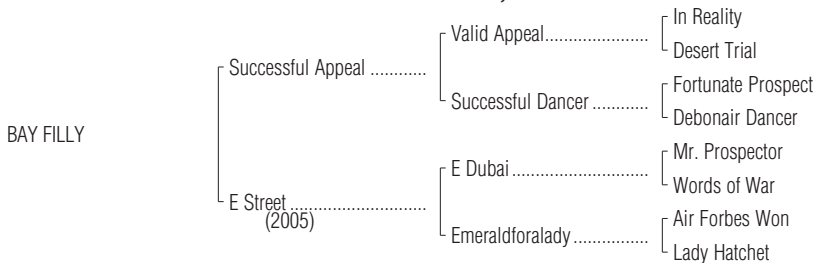 In Reality
Valid Appeal......................
Desert Trial
Successful Appeal ............
Fortunate Prospect
Successful Dancer ............
Debonair Dancer
BAY FILLY
Mr. Prospector
E Dubai.............................
Words of War
E Street .............................
(2005)
Air Forbes Won
Emeraldforalady ................
Lady Hatchet